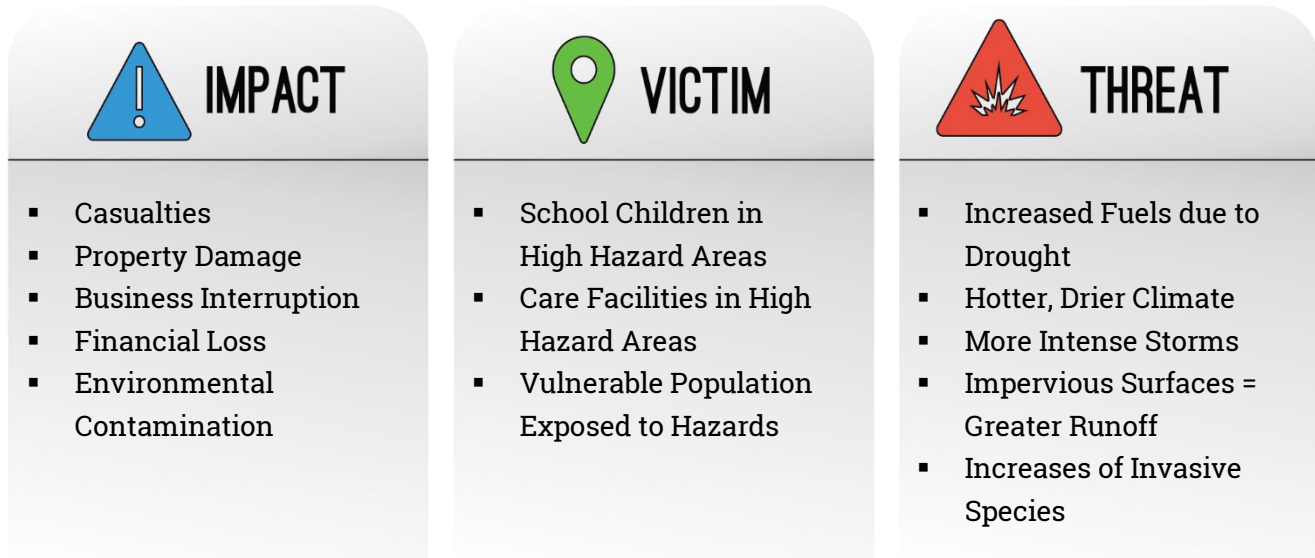 IMPACT
▪ Casualties
▪ Property Damage
▪ Business Interruption
▪ Financial Loss
▪ Environmental
Contamination
VICTIM
▪ School Children in
High Hazard Areas
▪ Care Facilities in High
Hazard Areas
▪ Vulnerable Population
Exposed to Hazards
THREAT
▪ Increased Fuels due to
Drought
▪ Hotter, Drier Climate
▪ More Intense Storms
▪ Impervious Surfaces =
Greater Runoff
▪ Increases of Invasive
Species